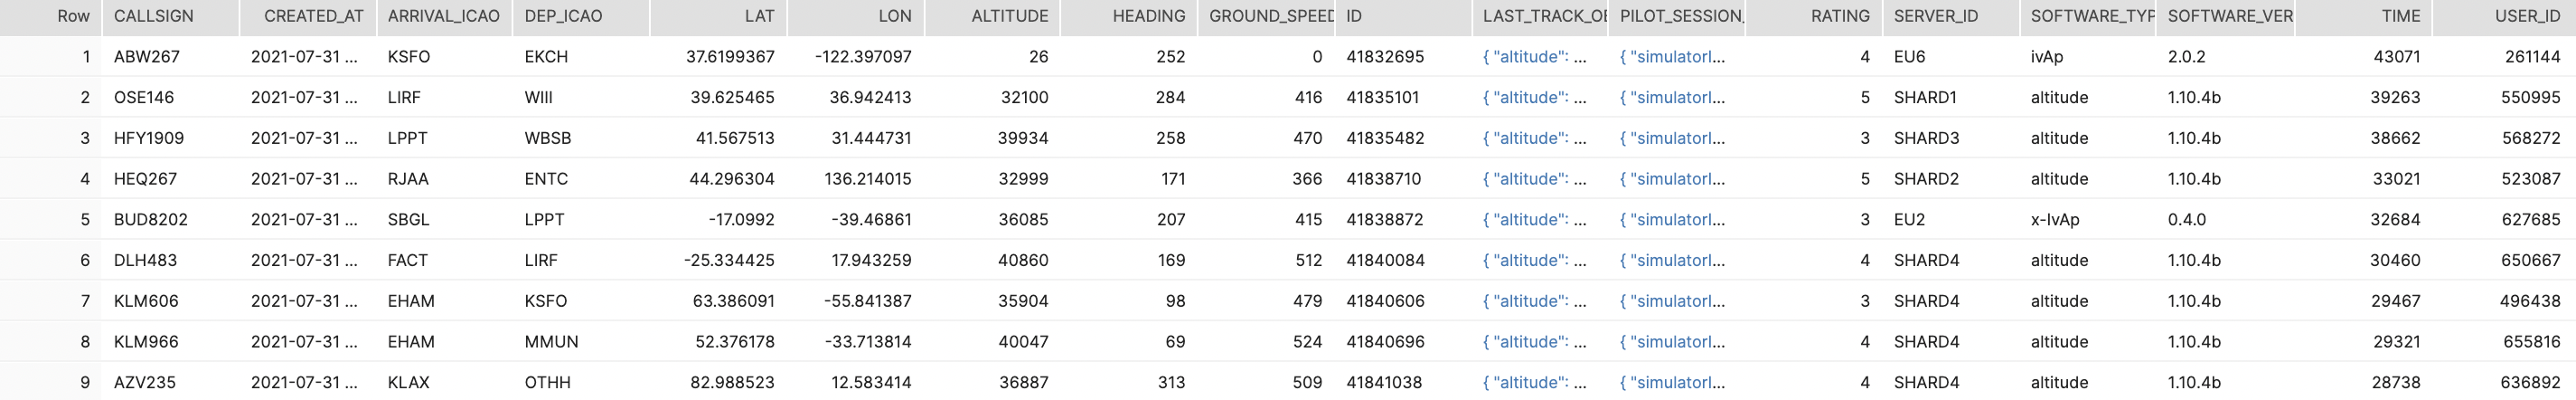 Row CALLSIGN CREATED_AT ARRIVAL_ICAO DEP_ICAO LAT LON ALTITUDE HEADING GROUND_SPEED ID LAST_TRACK_OB PILOT_SESSION_ RATING SERVER_ID SOFTWARE_TYP SOFTWARE_VER TIME USER_ID
1 ABW267 2021-07-31 ... KSFO EKCH 37.6199367 -122.397097 26 252 0 41832695 { "altitude": ... { "simulatorI... 4 EU6 ivAp 2.0.2 43071 261144
2 OSE146 2021-07-31 ... LIRF WIII 39.625465 36.942413 32100 284 416 41835101 { "altitude": ... { "simulatorI... 5 SHARD1 altitude 1.10.4b 39263 550995
3 HFY1909 2021-07-31 ... LPPT WBSB 41.567513 31.444731 39934 258 470 41835482 { "altitude": ... { "simulatorI... 3 SHARD3 altitude 1.10.4b 38662 568272
4 HEQ267 2021-07-31 ... RJAA ENTC 44.296304 136.214015 32999 171 366 41838710 { "altitude": ... { "simulatorI... 5 SHARD2 altitude 1.10.4b 33021 523087
5 BUD8202 2021-07-31 ... SBGL LPPT -17.0992 -39.46861 36085 207 415 41838872 { "altitude": ... { "simulatorI... 3 EU2 x-IvAp 0.4.0 32684 627685
6 DLH483 2021-07-31 ... FACT LIRF -25.334425 17.943259 40860 169 512 41840084 { "altitude": ... { "simulatorI... 4 SHARD4 altitude 1.10.4b 30460 650667
7 KLM606 2021-07-31 ... EHAM KSFO 63.386091 -55.841387 35904 98 479 41840606 { "altitude": ... { "simulatorI... 3 SHARD4 altitude 1.10.4b 29467 496438
8 KLM966 2021-07-31 ... EHAM MMUN 52.376178 -33.713814 40047 69 524 41840696 { "altitude": ... { "simulatorI... 4 SHARD4 altitude 1.10.4b 29321 655816
9 AZV235 2021-07-31 ... KLAX OTHH 82.988523 12.583414 36887 313 509 41841038 { "altitude": ... { "simulatorI... 4 SHARD4 altitude 1.10.4b 28738 636892